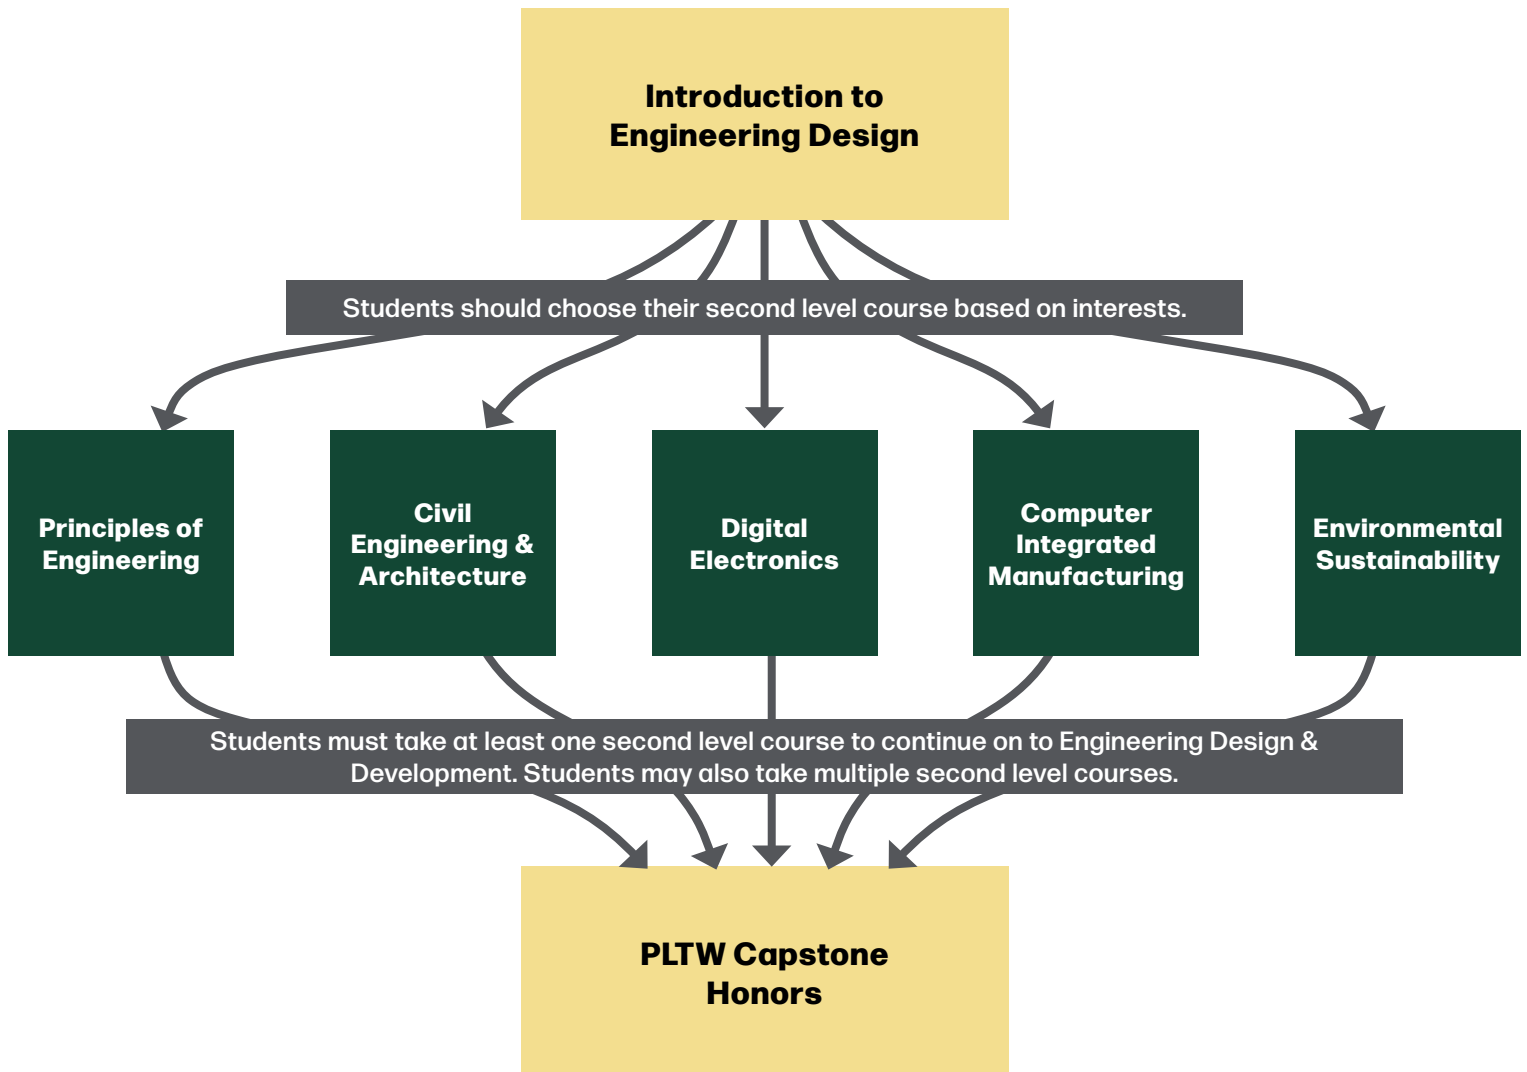 Introduction to
Engineering Design
Students should choose their second level course based on interests.
Principles of
Engineering
Civil
Engineering &
Architecture
Digital
Electronics
Computer
Integrated
Manufacturing
Environmental
Sustainability
Students must take at least one second level course to continue on to Engineering Design &
Development. Students may also take multiple second level courses.
PLTW Capstone
Honors